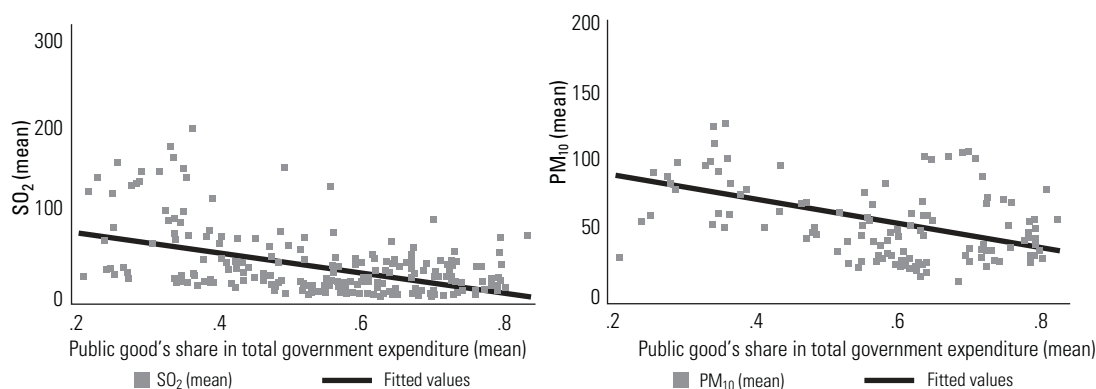 300
200
100
0
SO₂ (mean)
.2 .4 .6 .8
Public good's share in total government expenditure (mean)
SO₂ (mean) Fitted values
200
150
100
50
0
PM₁₀ (mean)
.2 .4 .6 .8
Public good's share in total government expenditure (mean)
PM₁₀ (mean) Fitted values